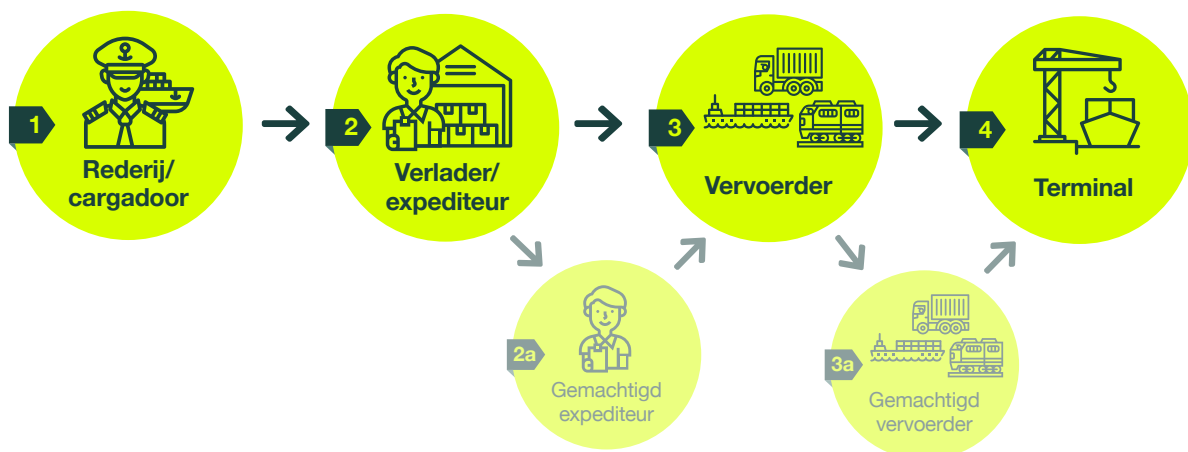 1
Rederij/
cargadoor
2
Verlader/
expediteur
3
Vervoerder
4
Terminal
2a
Gemachtigd
expediteur
3a
Gemachtigd
vervoerder